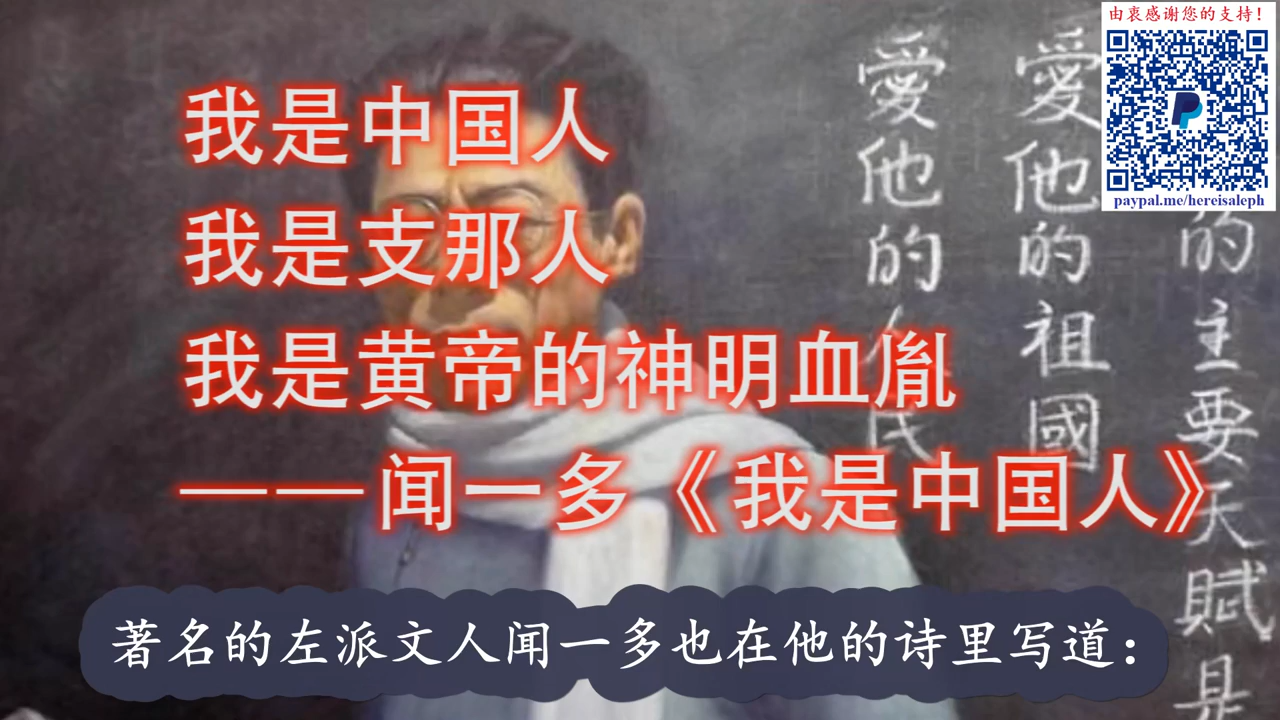 由衷感谢您的支持！
paypal.me/hereisaleph
我是中国人
我是支那人
我是黄帝的神明血胤
——闻一多《我是中国人》
著名的左派文人闻一多也在他的诗里写道：
的主要天賦是
愛他的祖國
愛他的人民